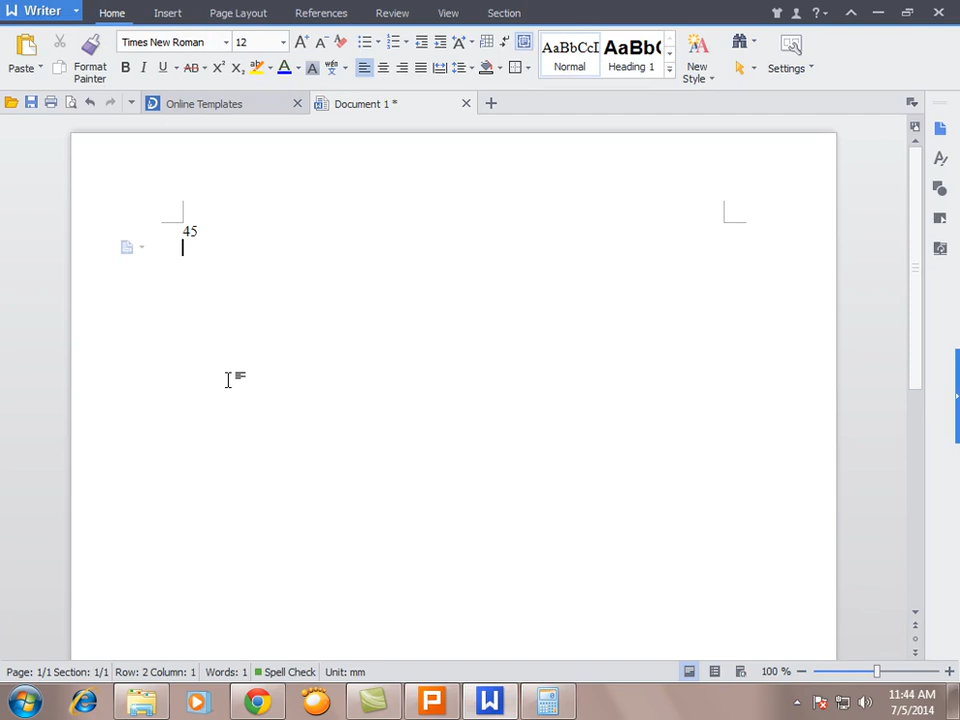 Writer
Home Insert Page Layout References Review View Section
Times New Roman 12
AaBbCcI AaBbC
Paste Format Painter Normal Heading 1 New Style Settings
Online Templates Document 1 *
45
Page: 1/1 Section: 1/1 Row: 2 Column: 1 Words: 1 Spell Check Unit: mm 100 %
11:44 AM
7/5/2014